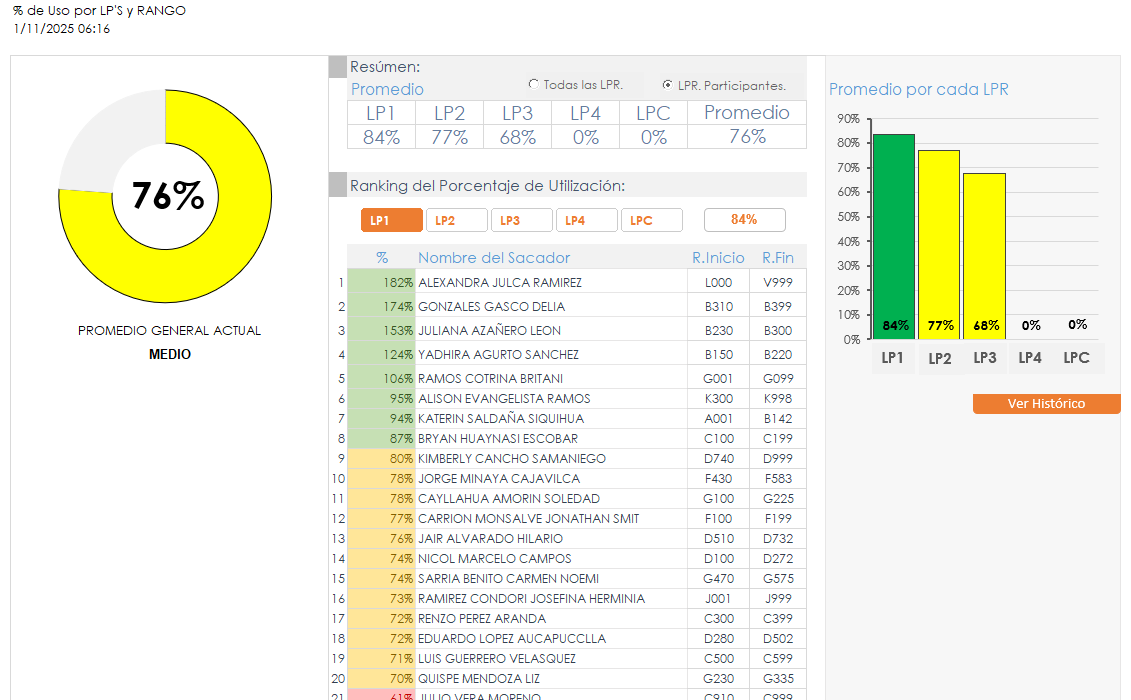 % de Uso por LP'S y RANGO
1/11/2025 06:16
76%
PROMEDIO GENERAL ACTUAL
MEDIO
Resúmen:
Promedio
Todas las LPR.
LPR. Participantes.
LP1 LP2 LP3 LP4 LPC Promedio
84% 77% 68% 0% 0% 76%
Ranking del Porcentaje de Utilización:
LP1 LP2 LP3 LP4 LPC 84%
% Nombre del Sacador R.Inicio R.Fin
1 182% ALEXANDRA JULCA RAMIREZ L000 V999
2 174% GONZALES GASCO DELIA B310 B399
3 153% JULIANA AZAÑERO LEON B230 B300
4 124% YADHIRA AGURTO SANCHEZ B150 B220
5 106% RAMOS COTRINA BRITANI G001 G099
6 95% ALISON EVANGELISTA RAMOS K300 K998
7 94% KATERIN SALDAÑA SIQUIHUA A001 B142
8 87% BRYAN HUAYNASI ESCOBAR C100 C199
9 80% KIMBERLY CANCHO SAMANIEGO D740 D999
10 78% JORGE MINAYA CAJAVILCA F430 F583
11 78% CAYLLAHUA AMORIN SOLEDAD G100 G225
12 77% CARRION MONSALVE JONATHAN SMIT F100 F199
13 76% JAIR ALVARADO HILARIO D510 D732
14 74% NICOL MARCELO CAMPOS D100 D272
15 74% SARRIA BENITO CARMEN NOEMI G470 G575
16 73% RAMIREZ CONDORI JOSEFINA HERMINIA J001 J999
17 72% RENZO PEREZ ARANDA C300 C399
18 72% EDUARDO LOPEZ AUCAPUCCLLA D280 D502
19 71% LUIS GUERRERO VELASQUEZ C500 C599
20 70% QUISPE MENDOZA LIZ G230 G335
21 61% JULIO VERA MORENO C910 C999
Promedio por cada LPR
90%
80%
70%
60%
50%
40%
30%
20%
10%
0%
84% 77% 68% 0% 0%
LP1 LP2 LP3 LP4 LPC
Ver Histórico